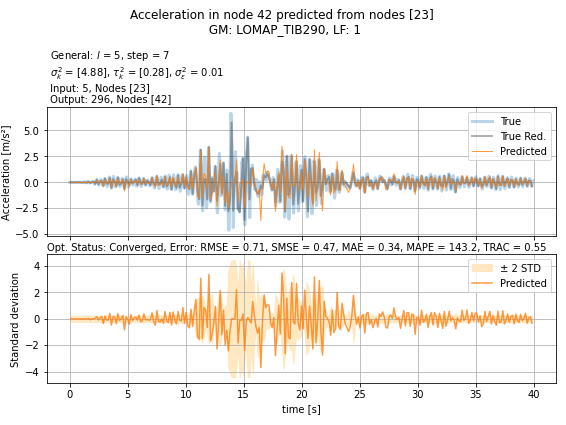 Acceleration in node 42 predicted from nodes [23]
GM: LOMAP_TIB290, LF: 1
General: l = 5, step = 7
σ²ₖ = [4.88], τ²ₖ = [0.28], σ²ε = 0.01
Input: 5, Nodes [23]
Output: 296, Nodes [42]
Acceleration [m/s²]
5.0
2.5
0.0
−2.5
−5.0
True
True Red.
Predicted
Opt. Status: Converged, Error: RMSE = 0.71, SMSE = 0.47, MAE = 0.34, MAPE = 143.2, TRAC = 0.55
Standard deviation
4
2
0
−2
−4
± 2 STD
Predicted
0 5 10 15 20 25 30 35 40
time [s]